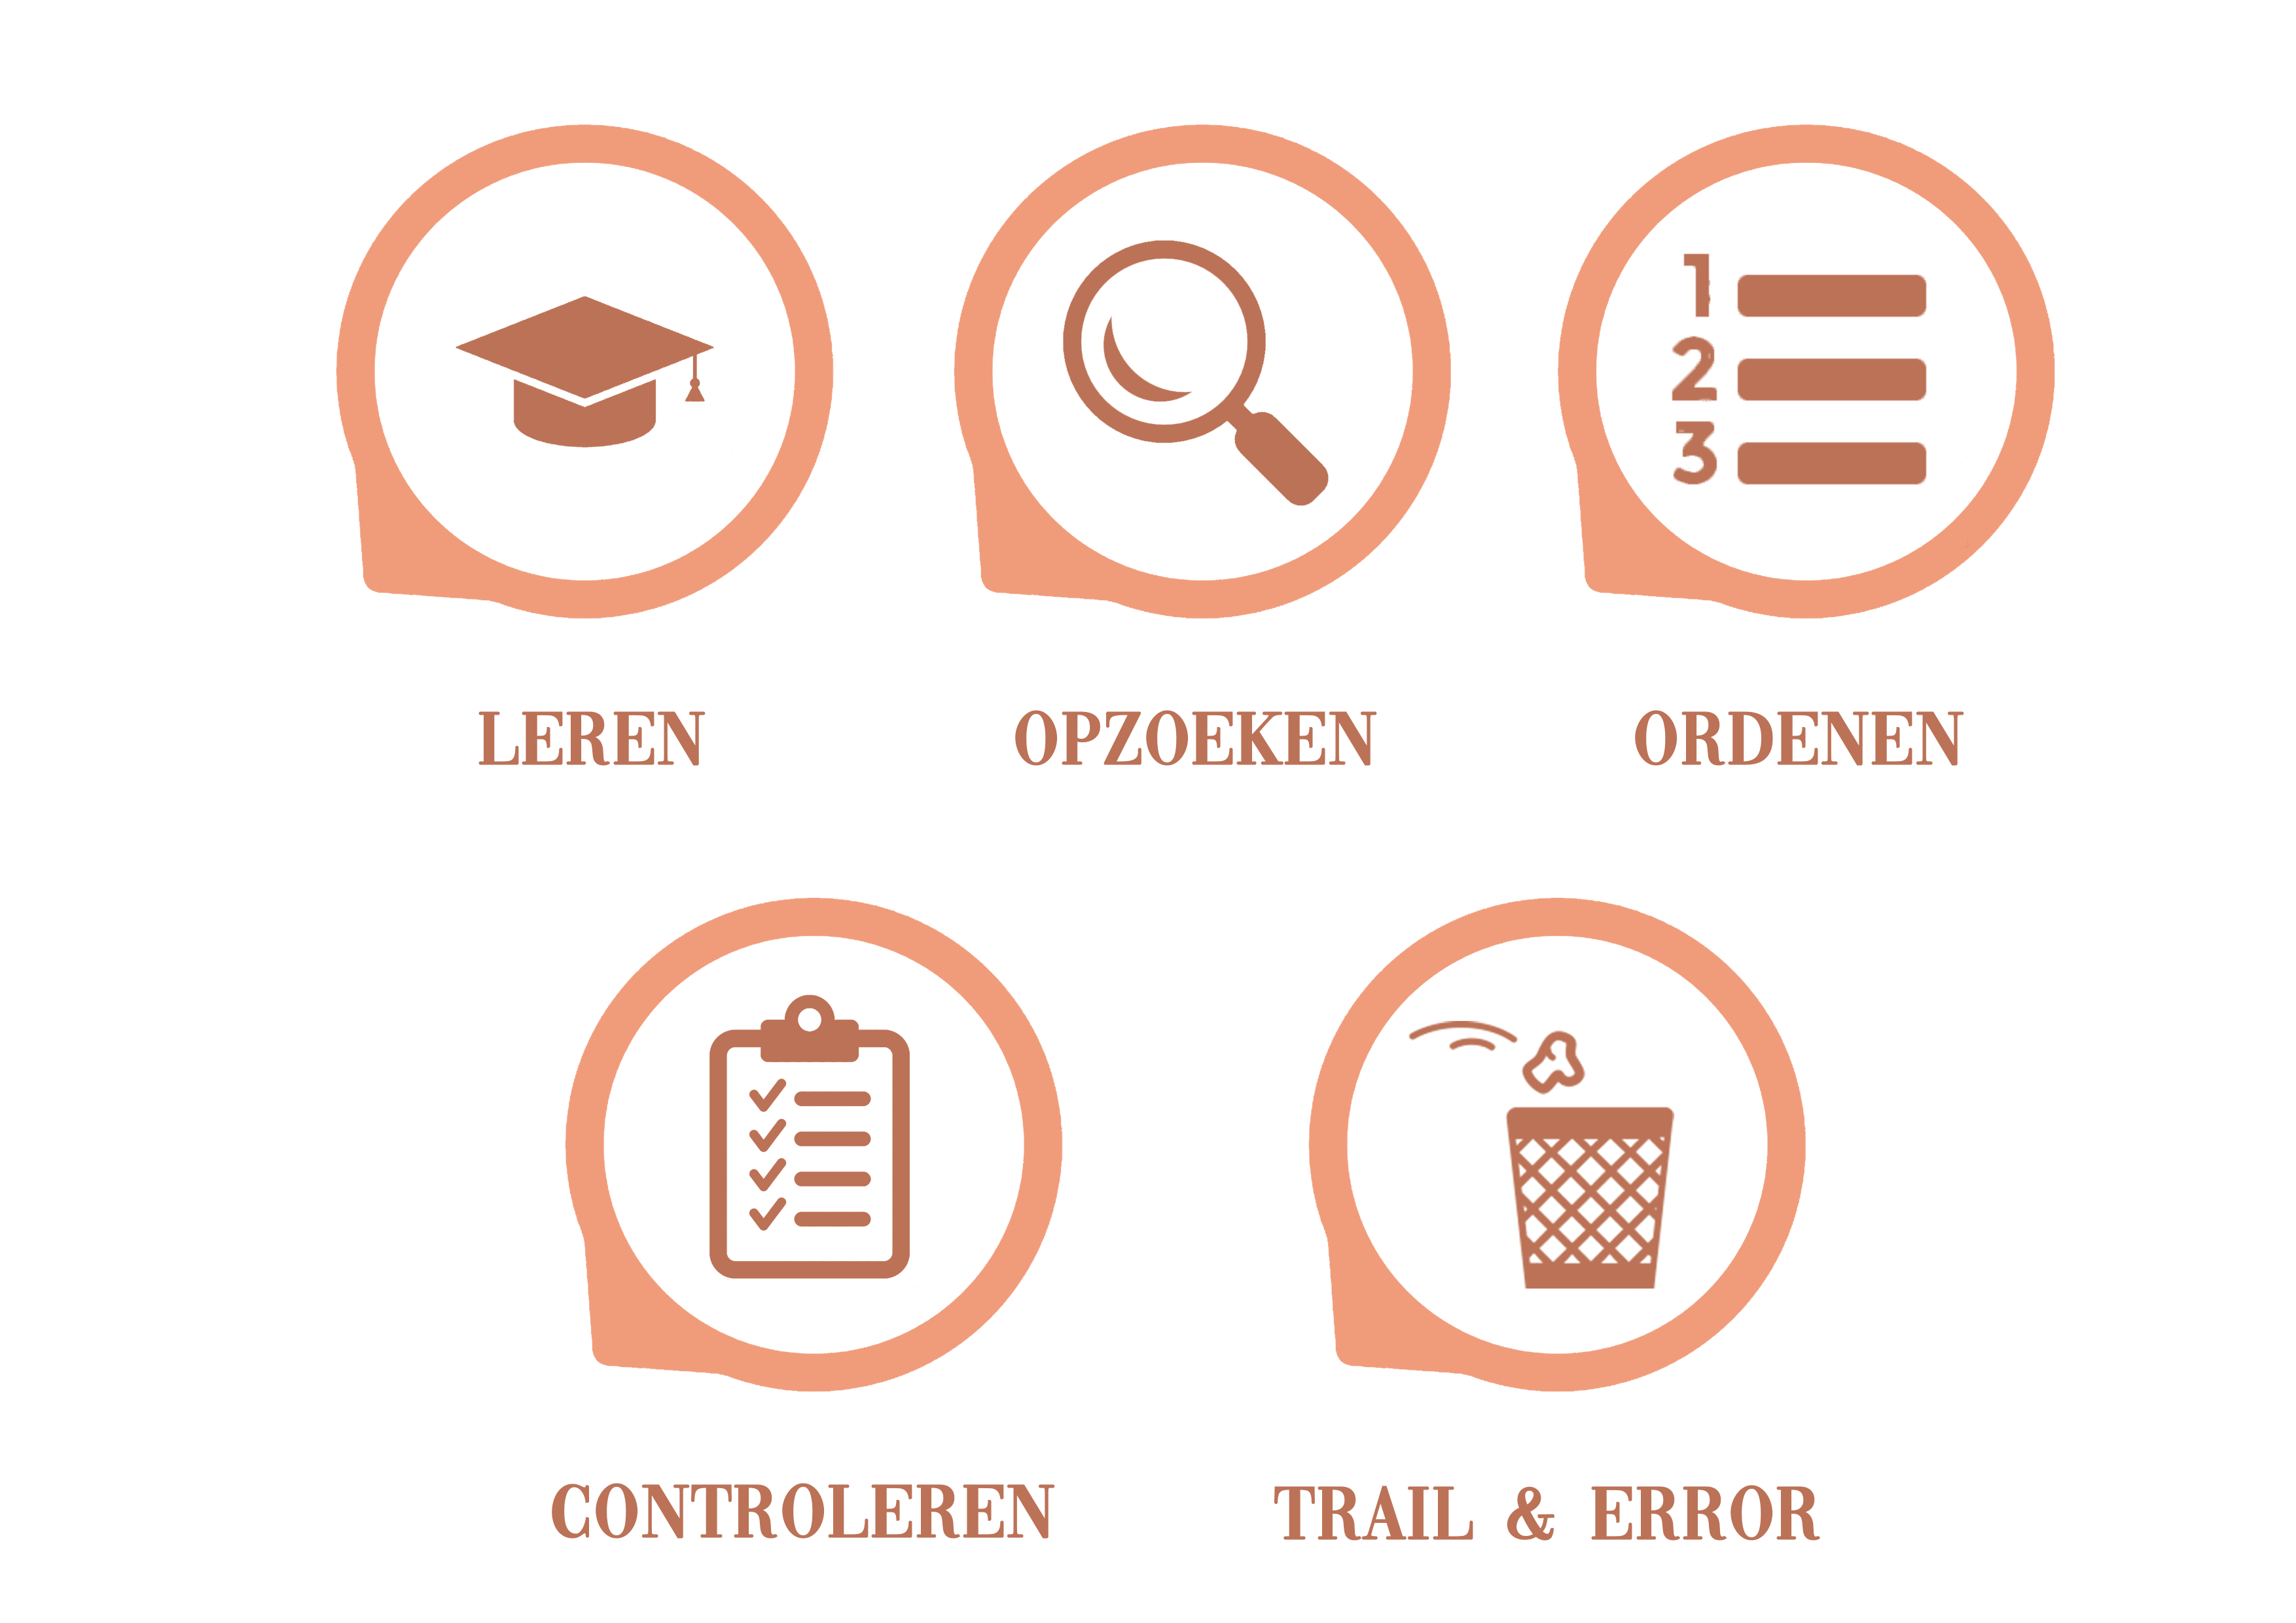 1
2
3
LEREN
OPZOEKEN
ORDENEN
CONTROLEREN
TRAIL & ERROR